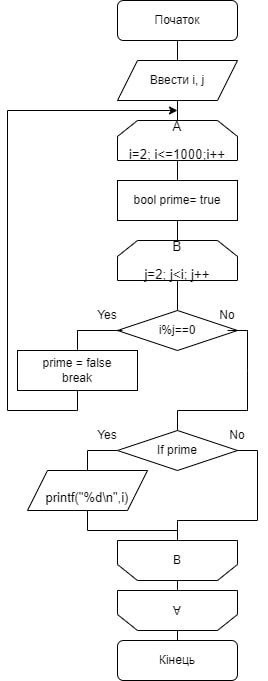 Початок
Ввести i, j
A
i=2; i<=1000;i++
bool prime= true
B
j=2; j<i; j++
Yes
No
i%j==0
prime = false
break
Yes
No
If prime
printf("%d\n",i)
B
A
Кінець